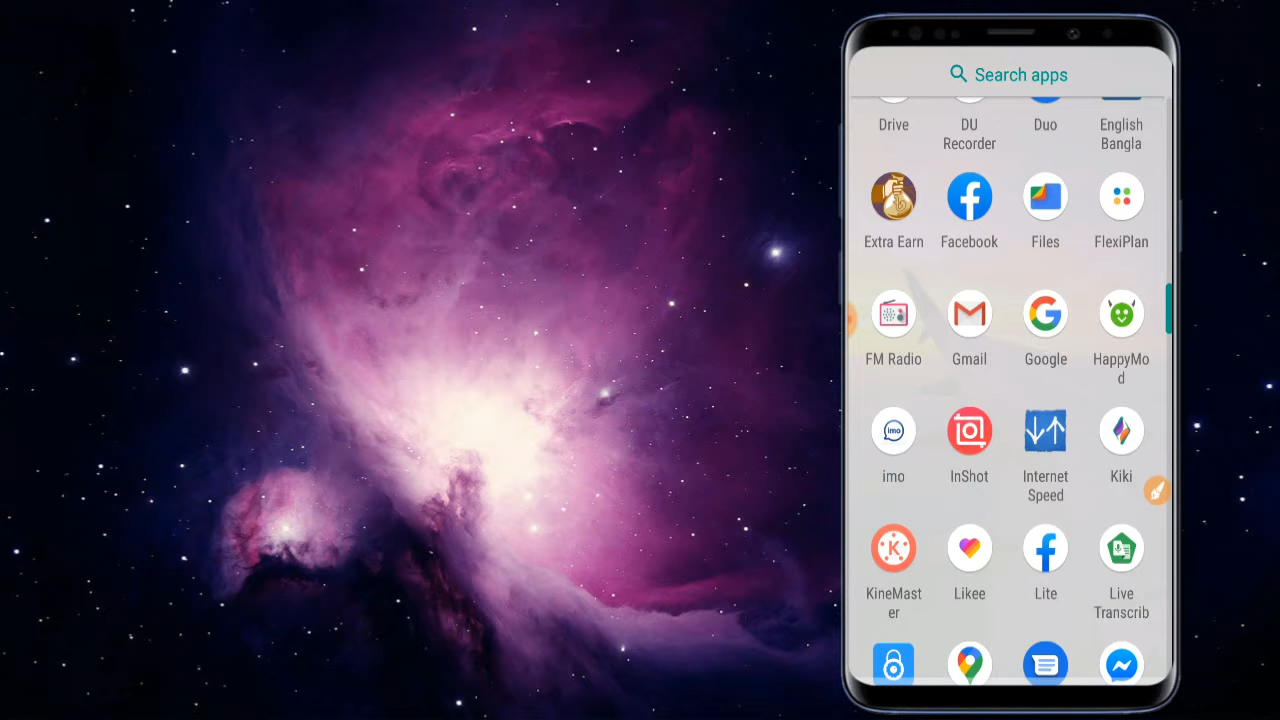 Search apps
Drive
DU
Recorder
Duo
English
Bangla
Extra Earn
Facebook
Files
FlexiPlan
FM Radio
Gmail
Google
HappyMo
d
imo
imo
InShot
Internet
Speed
Kiki
K
KineMast
er
Likee
Lite
Live
Transcrib